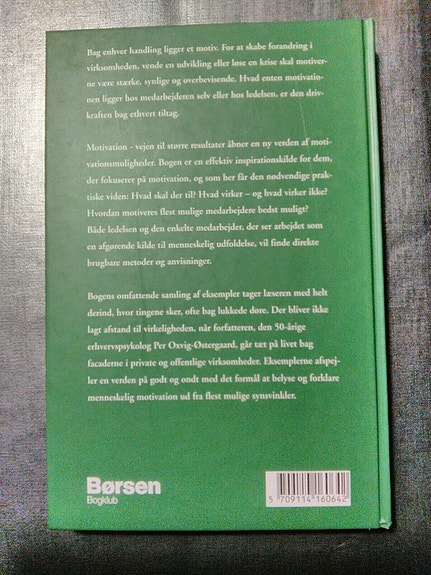 Bag enhver handling ligger et motiv. For at skabe forandring i
virksomheden, vende en udvikling eller løse en krise skal motiver-
ne være stærke, synlige og overbevisende. Hvad enten motivatio-
nen ligger hos medarbejderen selv eller hos ledelsen, er den driv-
kraften bag ethvert tiltag.
Motivation - vejen til større resultater åbner en ny verden af moti-
vationsmuligheder. Bogen er en effektiv inspirationskilde for dem,
der fokuserer på motivation, og som her får den nødvendige prak-
tiske viden: Hvad skal der til? Hvad virker – og hvad virker ikke?
Hvordan motiveres flest mulige medarbejdere bedst muligt?
Både ledelsen og den enkelte medarbejder, der ser arbejdet som
en afgørende kilde til menneskelig udfoldelse, vil finde direkte
brugbare metoder og anvisninger.
Bogens omfattende samling af eksempler tager læseren med helt
derind, hvor tingene sker, ofte bag lukkede døre. Der bliver ikke
lagt afstand til virkeligheden, når forfatteren, den 50-årige
erhvervspsykolog Per Oxvig-Østergaard, går tæt på livet bag
facaderne i private og offentlige virksomheder. Eksemplerne afspej-
ler en verden på godt og ondt med det formål at belyse og forklare
menneskelig motivation ud fra flest mulige synsvinkler.
Børsen
Bogklub
5 709114 160642